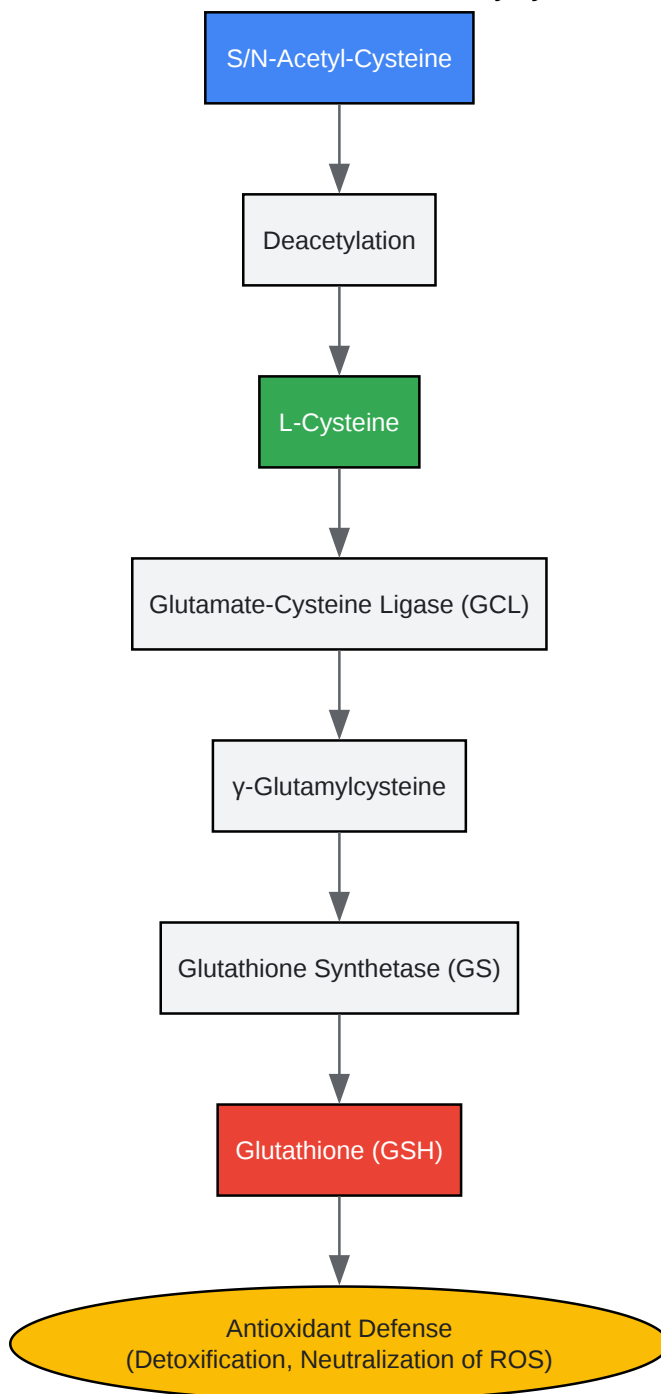 S/N-Acetyl-Cysteine
Deacetylation
L-Cysteine
Glutamate-Cysteine Ligase (GCL)
γ-Glutamylcysteine
Glutathione Synthetase (GS)
Glutathione (GSH)
Antioxidant Defense
(Detoxification, Neutralization of ROS)